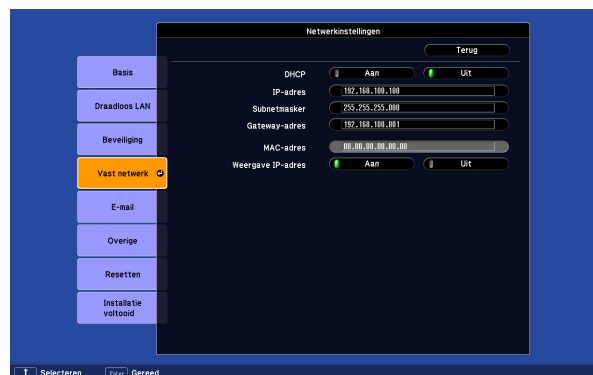 Netwerkinstellingen
Terug
Basis
Draadloos LAN
Beveiliging
Vast netwerk
E-mail
Overige
Resetten
Installatie
voltooid
DHCP Aan Uit
IP-adres 192.168.100.100
Subnetmasker 255.255.255.000
Gateway-adres 192.168.100.001
MAC-adres 00.00.00.00.00.00
Weergave IP-adres Aan Uit
Selecteren Enter Gereed